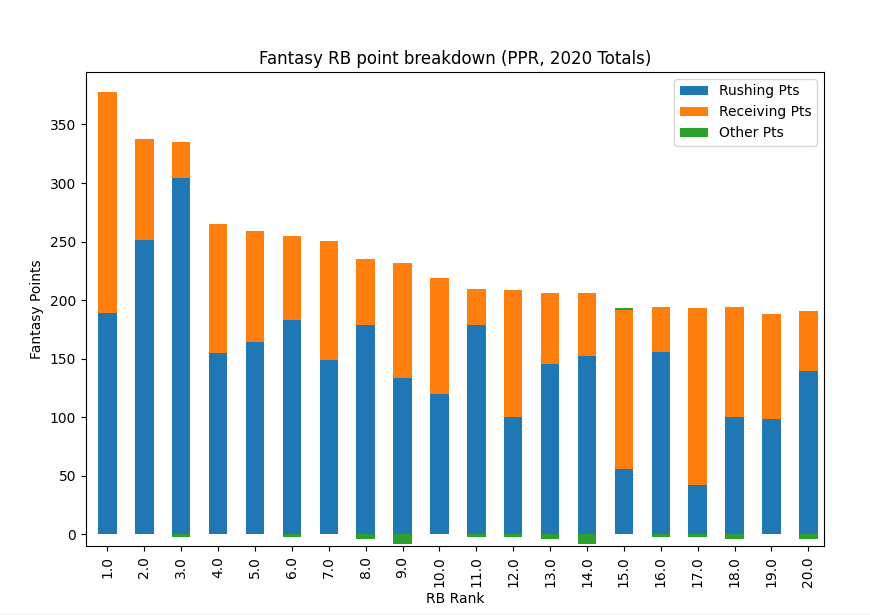 Fantasy RB point breakdown (PPR, 2020 Totals)
Rushing Pts
Receiving Pts
Other Pts
350
300
250
200
150
100
50
0
Fantasy Points
1.0 2.0 3.0 4.0 5.0 6.0 7.0 8.0 9.0 10.0 11.0 12.0 13.0 14.0 15.0 16.0 17.0 18.0 19.0 20.0
RB Rank